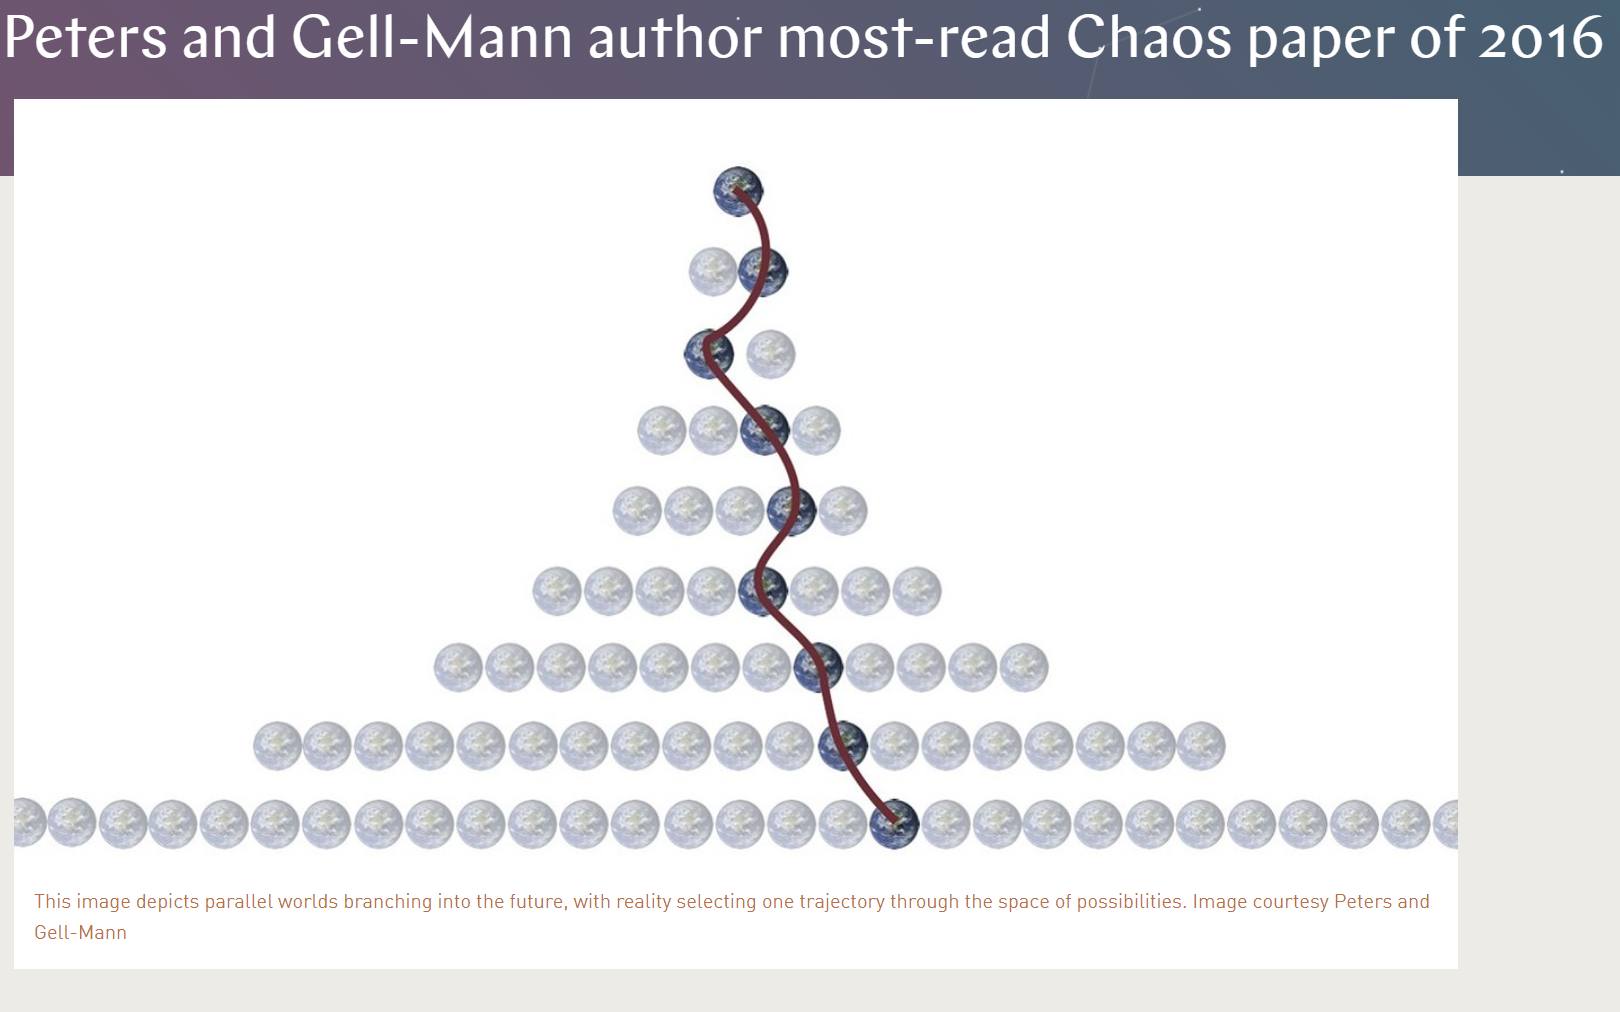 Peters and Gell-Mann author most-read Chaos paper of 2016
This image depicts parallel worlds branching into the future, with reality selecting one trajectory through the space of possibilities. Image courtesy Peters and
Gell-Mann